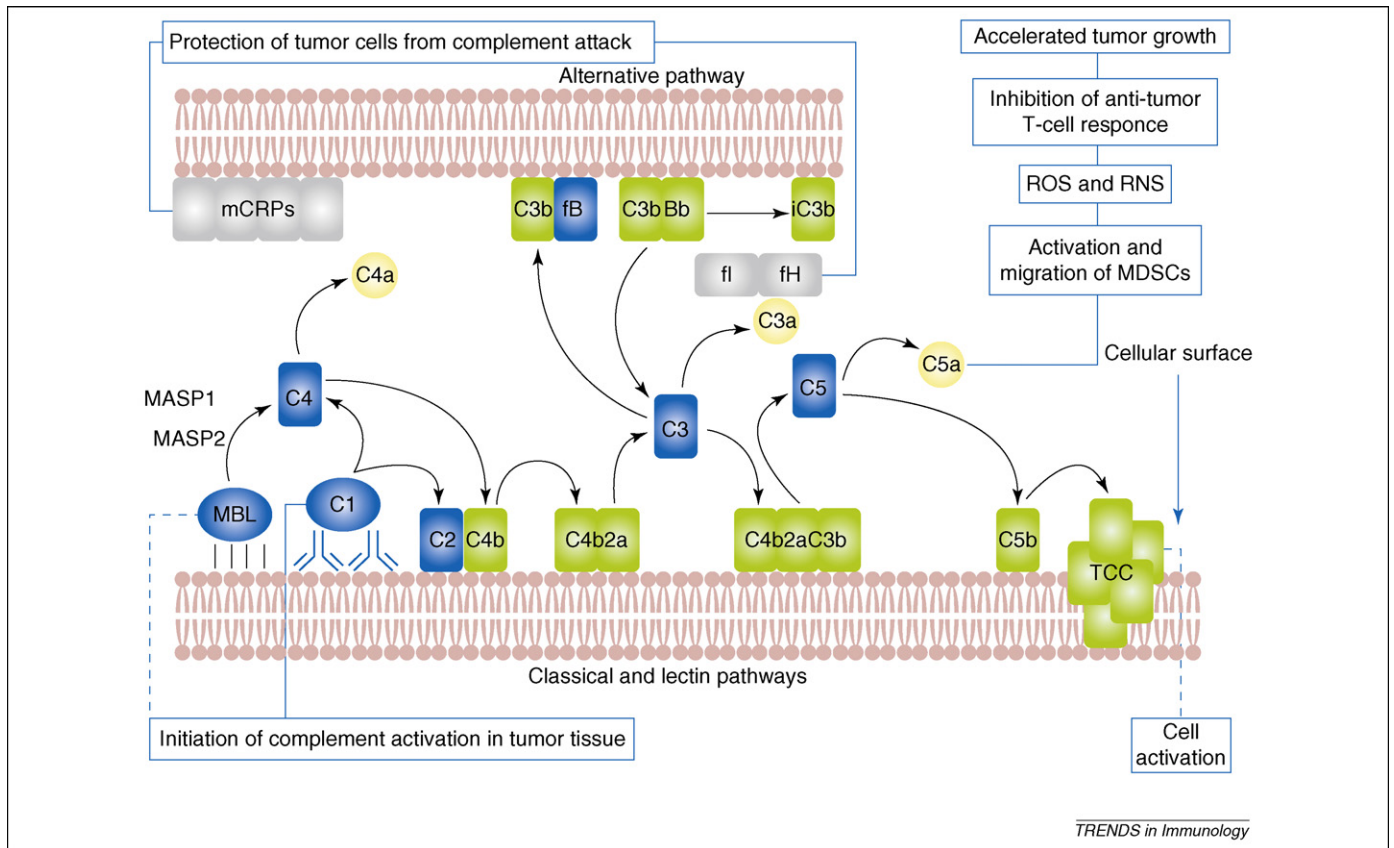 Protection of tumor cells from complement attack
Accelerated tumor growth
Alternative pathway
Inhibition of anti-tumor
T-cell responce
ROS and RNS
mCRPs
C3b
fB
C3b
Bb
iC3b
Activation and
migration of MDSCs
C4a
fI
fH
C3a
Cellular surface
C5a
C5
MASP1
C4
MASP2
C3
MBL
C1
C2
C4b
C4b2a
C4b2aC3b
C5b
TCC
Classical and lectin pathways
Initiation of complement activation in tumor tissue
Cell
activation
TRENDS in Immunology